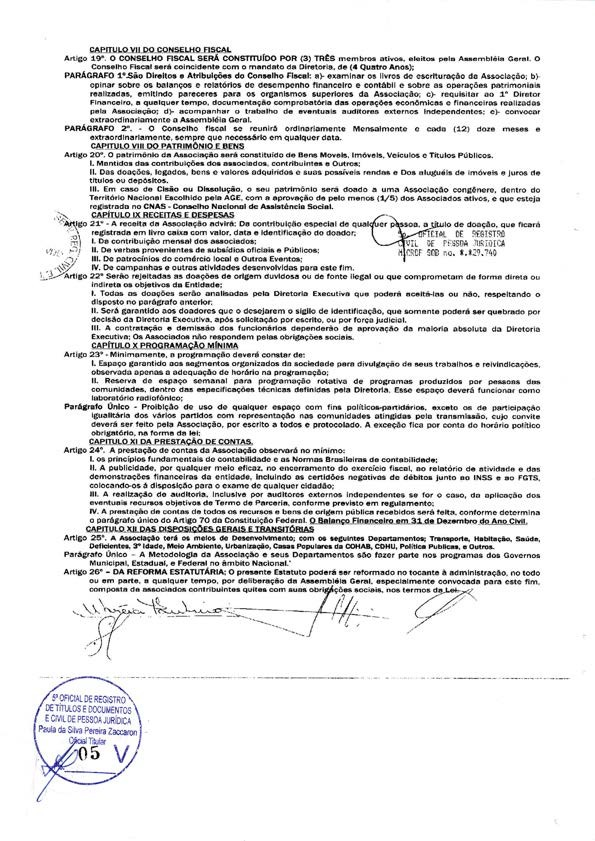 CAPITULO VII DO CONSELHO FISCAL
Artigo 19º. O CONSELHO FISCAL SERÁ CONSTITUÍDO POR (3) TRÊS membros ativos, eleitos pela Assembléia Geral. O
Conselho Fiscal será coincidente com o mandato da Diretoria, de (4 Quatro Anos);
PARÁGRAFO 1º.São Direitos e Atribuições do Conselho Fiscal: a)- examinar os livros de escrituração da Associação; b)-
opinar sobre os balanços e relatórios de desempenho financeiro e contábil e sobre as operações patrimoniais
realizadas, emitindo pareceres para os organismos superiores da Associação; c)- requisitar ao 1º Diretor
Financeiro, a qualquer tempo, documentação comprobatória das operações econômicas e financeiras realizadas
pela Associação; d)- acompanhar o trabalho de eventuais auditores externos independentes; e)- convocar
extraordinariamente a Assembléia Geral.
PARÁGRAFO 2º. - O Conselho fiscal se reunirá ordinariamente Mensalmente e cada (12) doze meses e
extraordinariamente, sempre que necessário em qualquer data.
CAPITULO VIII DO PATRIMÔNIO E BENS
Artigo 20º. O patrimônio da Associação será constituído de Bens Moveis, Imóveis, Veículos e Títulos Públicos.
I. Mantidos das contribuições dos associados, contribuintes e Outros;
II. Das doações, legados, bens e valores adquiridos e suas possíveis rendas e Dos aluguéis de imóveis e juros de
títulos ou depósitos.
III. Em caso de Cisão ou Dissolução, o seu patrimônio será doado a uma Associação congênere, dentro do
Território Nacional Escolhido pela AGE, com a aprovação de pelo menos (1/5) dos Associados ativos, e que esteja
registrada no CNAS - Conselho Nacional de Assistência Social.
CAPÍTULO IX RECEITAS E DESPESAS
Artigo 21º - A receita da Associação advirá: Da contribuição especial de qualquer pessoa, a título de doação, que ficará
registrada em livro caixa com valor, data e identificação do doador;
OFICIAL DE REGISTRO
I. Da contribuição mensal dos associados;
CIVIL DE PESSOA JURIDICA
II. De verbas provenientes de subsídios oficiais e Públicos;
MICROF SOB no. *.#29.740
III. De patrocínios do comércio local e Outros Eventos;
IV. De campanhas e outras atividades desenvolvidas para este fim.
Artigo 22º Serão rejeitadas as doações de origem duvidosa ou de fonte ilegal ou que comprometam de forma direta ou
indireta os objetivos da Entidade;
I. Todas as doações serão analisadas pela Diretoria Executiva que poderá aceitá-las ou não, respeitando o
disposto no parágrafo anterior;
II. Será garantido aos doadores que o desejarem o sigilo de identificação, que somente poderá ser quebrado por
decisão da Diretoria Executiva, após solicitação por escrito, ou por força judicial.
III. A contratação e demissão dos funcionários dependerão de aprovação da maioria absoluta da Diretoria
Executiva; Os Associados não respondem pelas obrigações sociais.
CAPÍTULO X PROGRAMAÇÃO MÍNIMA
Artigo 23º - Minimamente, a programação deverá constar de:
I. Espaço garantido aos segmentos organizados da sociedade para divulgação de seus trabalhos e reivindicações,
observada apenas a adequação de horário na programação;
II. Reserva de espaço semanal para programação rotativa de programas produzidos por pessoas das
comunidades, dentro das especificações técnicas definidas pela Diretoria. Esse espaço deverá funcionar como
laboratório radiofônico;
Parágrafo Único - Proibição de uso de qualquer espaço com fins políticos-partidários, exceto os de participação
igualitária dos vários partidos com representação nas comunidades atingidas pela transmissão, cujo convite
deverá ser feito pela Associação, por escrito a todos e protocolado. A exceção fica por conta do horário político
obrigatório, na forma da lei;
CAPITULO XI DA PRESTAÇÃO DE CONTAS.
Artigo 24º. A prestação de contas da Associação observará no mínimo:
I. os princípios fundamentais de contabilidade e as Normas Brasileiras de contabilidade;
II. A publicidade, por qualquer meio eficaz, no encerramento do exercício fiscal, ao relatório de atividade e das
demonstrações financeiras da entidade, incluindo as certidões negativas de débitos junto ao INSS e ao FGTS,
colocando-os á disposição para o exame de qualquer cidadão;
III. A realização de auditoria, inclusive por auditores externos independentes se for o caso, da aplicação dos
eventuais recursos objetivos de Termo de Parceria, conforme previsto em regulamento;
IV. A prestação de contas de todos os recursos e bens de origem pública recebidos será feita, conforme determina
o parágrafo único do Artigo 70 da Constituição Federal. O Balanço Financeiro em 31 de Dezembro do Ano Civil.
CAPÍTULO XII DAS DISPOSIÇÕES GERAIS E TRANSITÓRIAS
Artigo 25º. A Associação terá os meios de Desenvolvimento; com os seguintes Departamentos; Transporte, Habitação, Saúde,
Deficientes, 3º Idade, Meio Ambiente, Urbanização, Casas Populares da COHAB, CDHU, Política Publicas, e Outros.
Parágrafo Único – A Metodologia da Associação e seus Departamentos são fazer parte nos programas dos Governos
Municipal, Estadual, e Federal no âmbito Nacional.'
Artigo 26º – DA REFORMA ESTATUTÁRIA; O presente Estatuto poderá ser reformado no tocante à administração, no todo
ou em parte, a qualquer tempo, por deliberação da Assembléia Geral, especialmente convocada para este fim,
composta de associados contribuintes quites com suas obrigações sociais, nos termos da Lei.
5º OFICIAL DE REGISTRO
DE TÍTULOS E DOCUMENTOS
E CIVIL DE PESSOA JURÍDICA
Paula da Silva Pereira Zaccaron
Oficial Titular
05 V